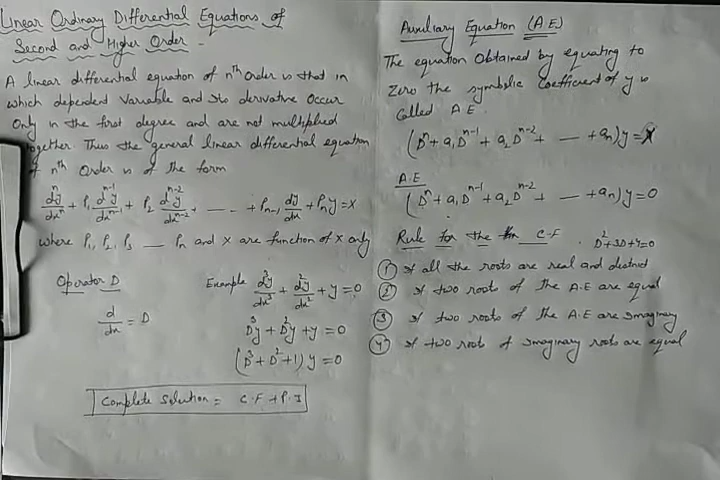 Linear Ordinary Differential Equations of
Second and Higher Order -
A linear differential equation of nth order is that in
which dependent variable and its derivative occur
only in the first degree and are not multiplied
together. Thus the general linear differential equation
of nth order is of the form
dⁿy/dxⁿ + P₁ dⁿ⁻¹y/dxⁿ⁻¹ + P₂ dⁿ⁻²y/dxⁿ⁻² + - - - + Pₙ₋₁ dy/dx + Pₙy = x
where P₁, P₂, P₃ __ Pₙ and x are function of x only
Operator D
d/dx = D
Example d³y/dx³ + d²y/dx² + y = 0
D³y + D²y + y = 0
(D³ + D² + 1) y = 0
Complete solution = C.F + P.I
Auxiliary Equation (A.E)
The equation obtained by equating to
zero the symbolic coefficient of y is
called A.E.
(Dⁿ + a₁Dⁿ⁻¹ + a₂Dⁿ⁻² + — - + aₙ)y = X
A.E
(Dⁿ + a₁Dⁿ⁻¹ + a₂Dⁿ⁻² + — - + aₙ)y = 0
Rule for the C.F.
① If all the roots are real and distinct
② If two roots of the A.E are equal
③ If two roots of the A.E are imaginary
④ If two roots of imaginary roots are equal